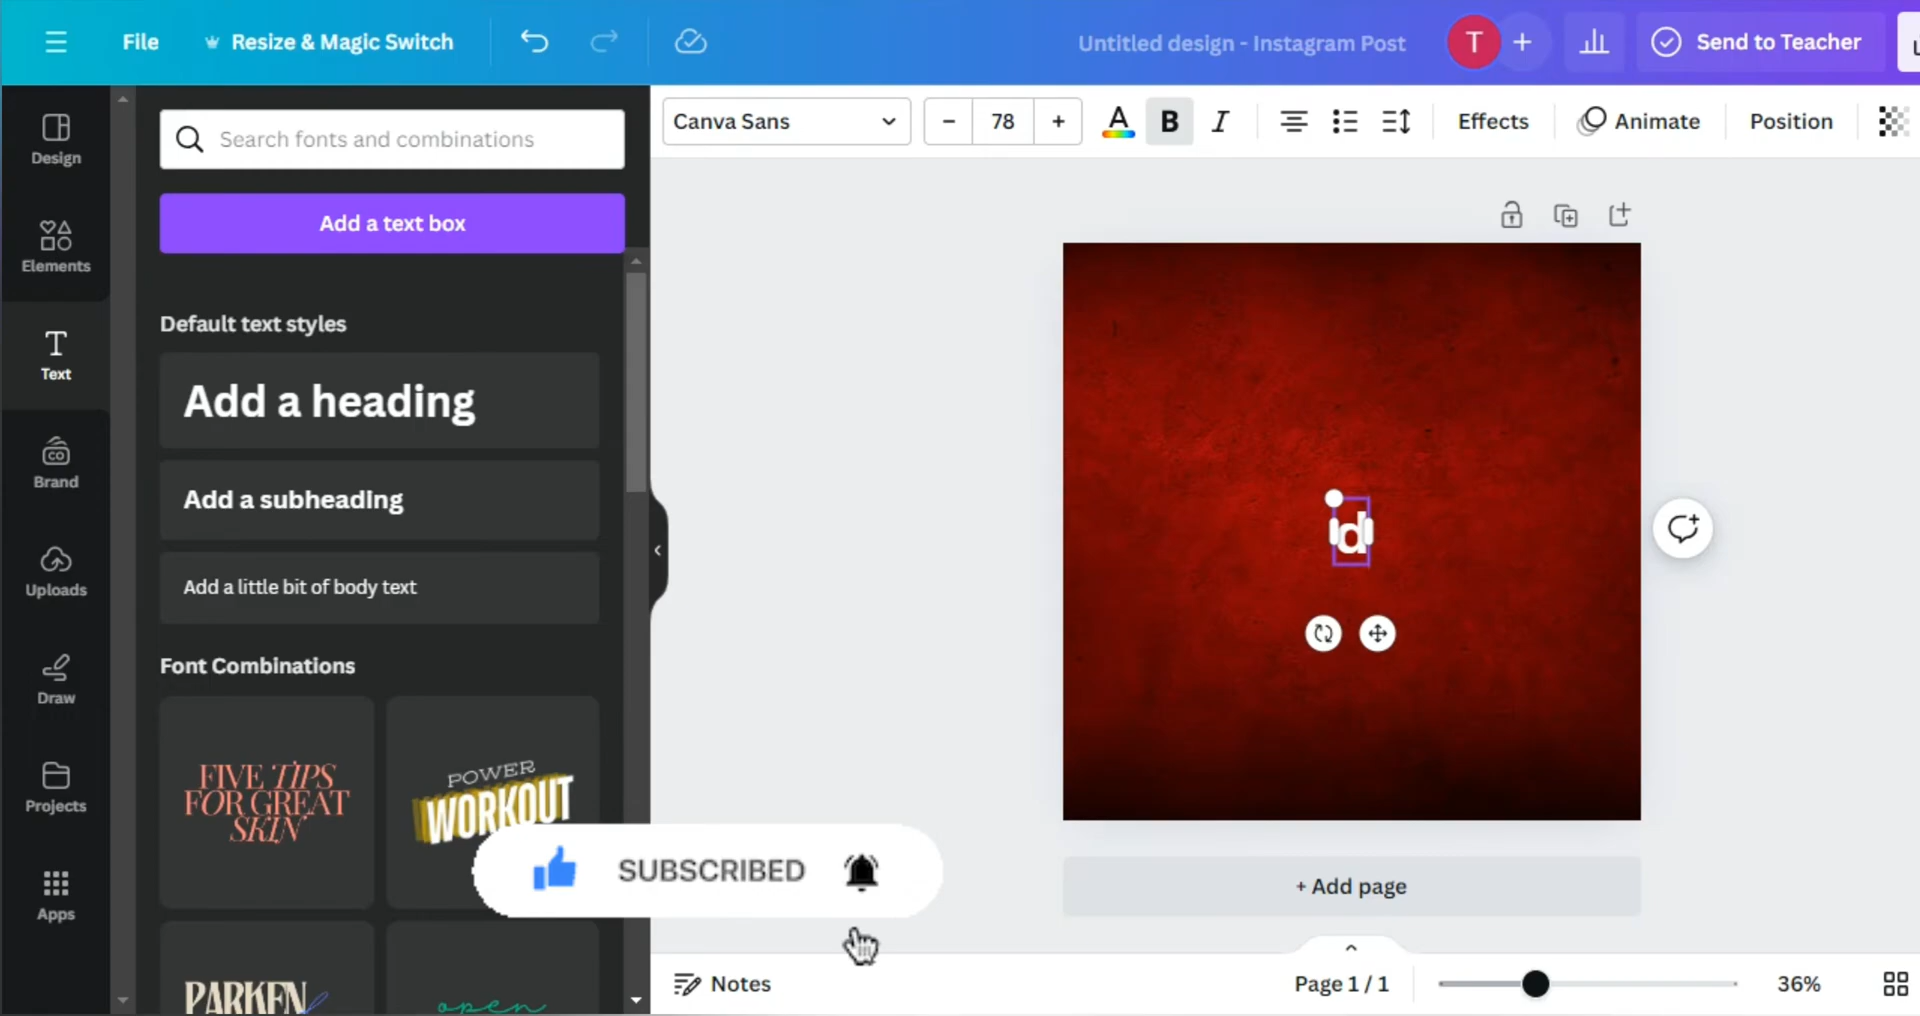 File
Resize & Magic Switch
Untitled design - Instagram Post
T
+
Send to Teacher
Design
Elements
Text
Brand
Uploads
Draw
Projects
Apps
Search fonts and combinations
Add a text box
Default text styles
Add a heading
Add a subheading
Add a little bit of body text
Font Combinations
FIVE TIPS
FOR GREAT
SKIN
POWER
WORKOUT
PARKEN
open
SUBSCRIBED
Canva Sans
− 78 +
A
B
I
Effects
Animate
Position
d
+ Add page
Notes
Page 1 / 1
36%
CO